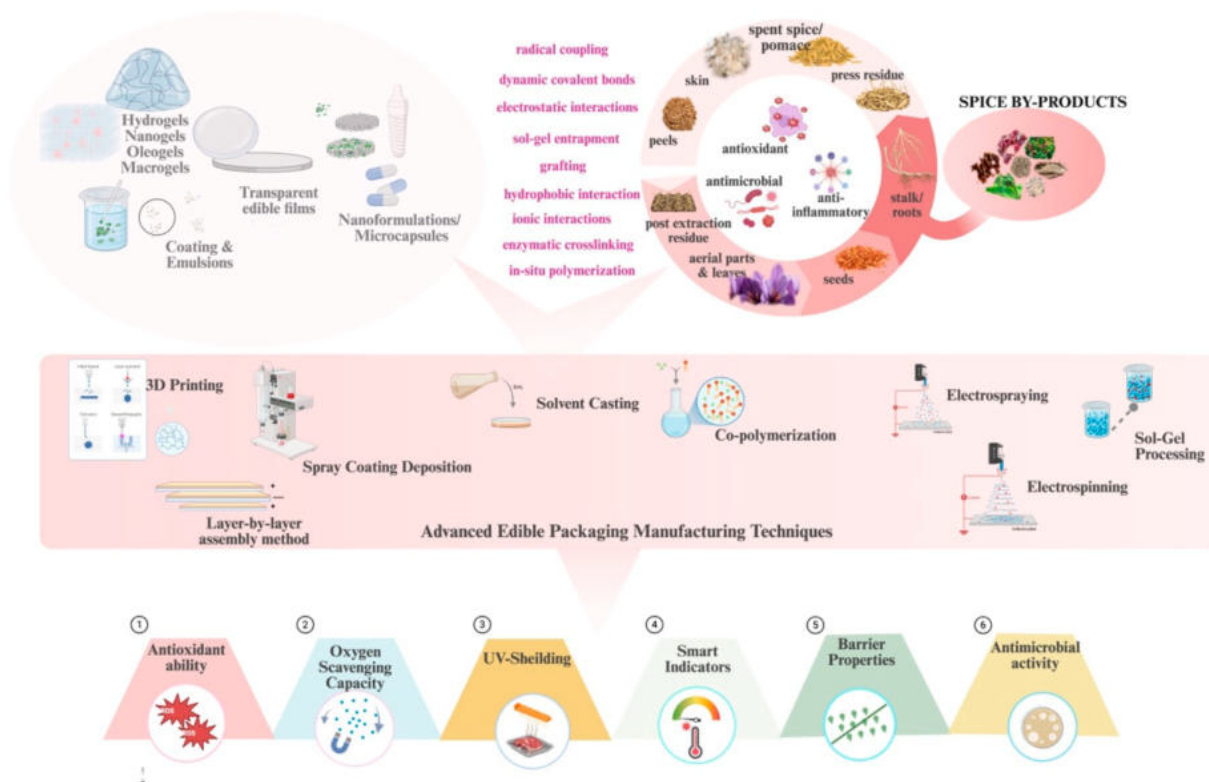 Hydrogels
Nanogels
Oleogels
Macrogels
Transparent
edible films
Nanoformulations/
Microcapsules
Coating &
Emulsions
radical coupling
dynamic covalent bonds
electrostatic interactions
sol-gel entrapment
grafting
hydrophobic interaction
ionic interactions
enzymatic crosslinking
in-situ polymerization
spent spice/
pomace
skin
press residue
peels
antioxidant
antimicrobial
anti-
inflammatory
stalk/
roots
post extraction
residue
aerial parts
& leaves
seeds
SPICE BY-PRODUCTS
3D Printing
Spray Coating Deposition
Solvent Casting
Co-polymerization
Electrospraying
Sol-Gel
Processing
Electrospinning
Layer-by-layer
assembly method
Advanced Edible Packaging Manufacturing Techniques
1
Antioxidant
ability
ROS
ROS
2
Oxygen
Scavenging
Capacity
3
UV-Sheilding
4
Smart
Indicators
5
Barrier
Properties
6
Antimicrobial
activity